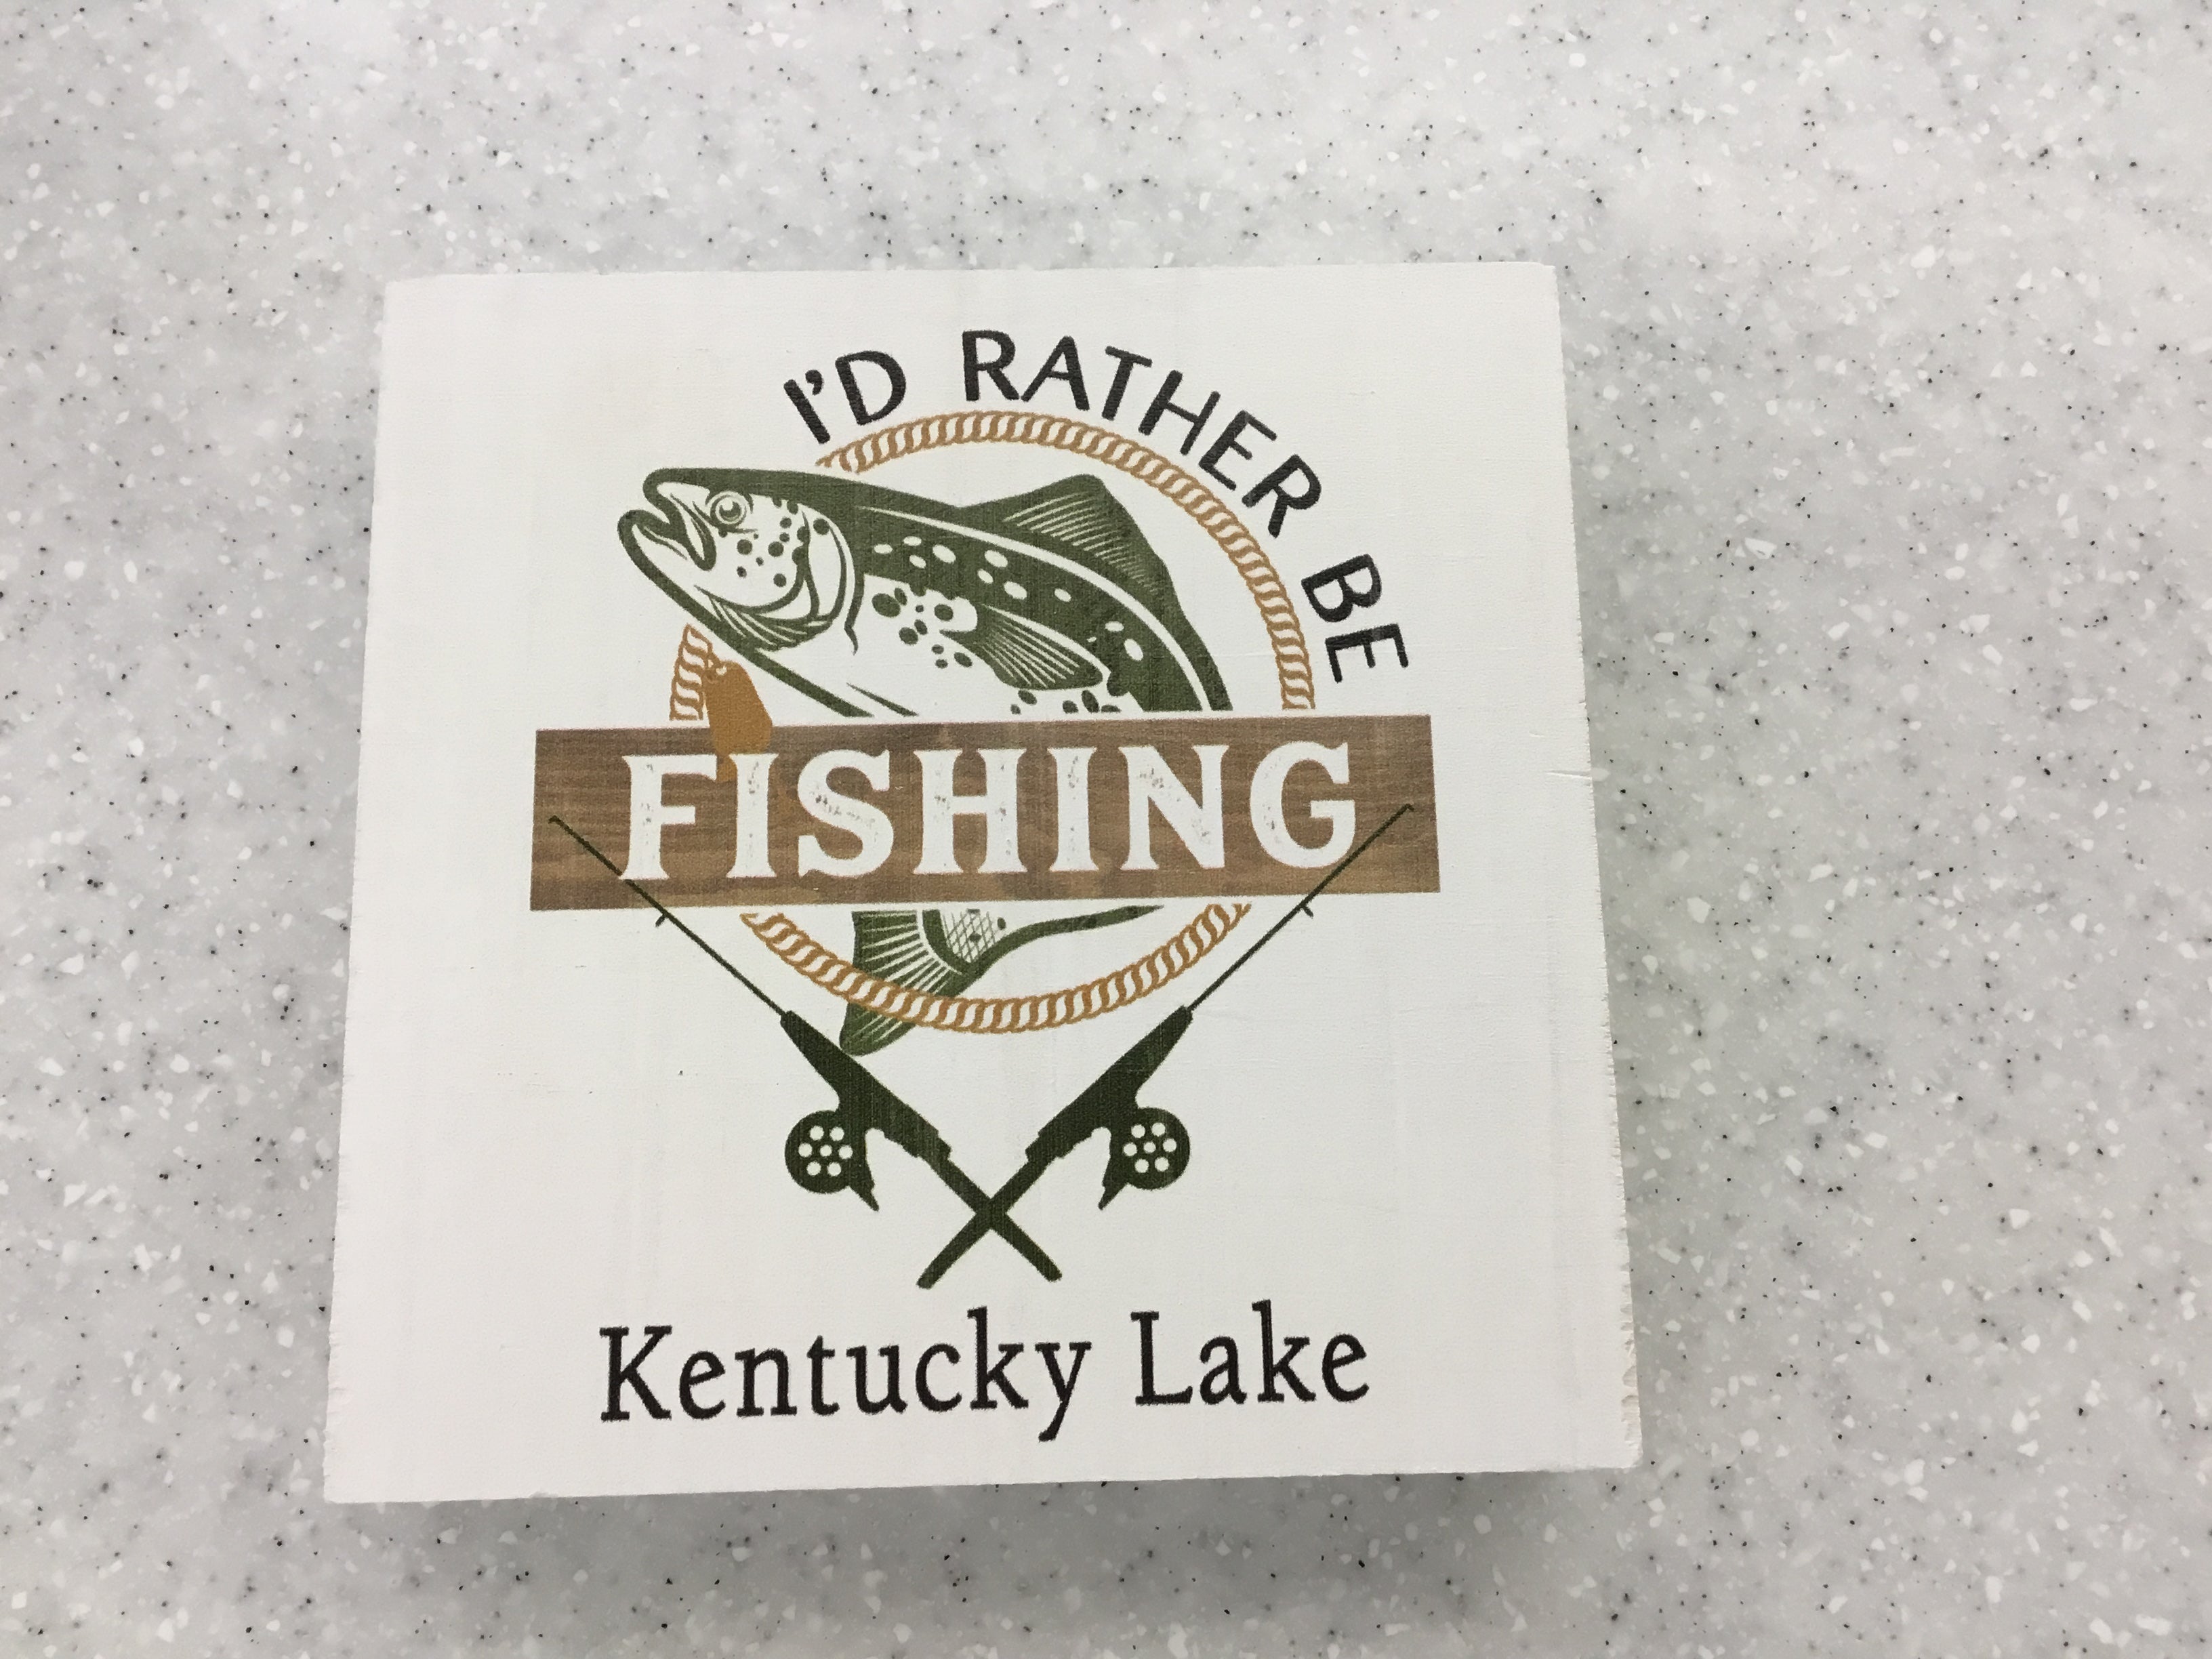 I'D RATHER BE
FISHING
Kentucky Lake